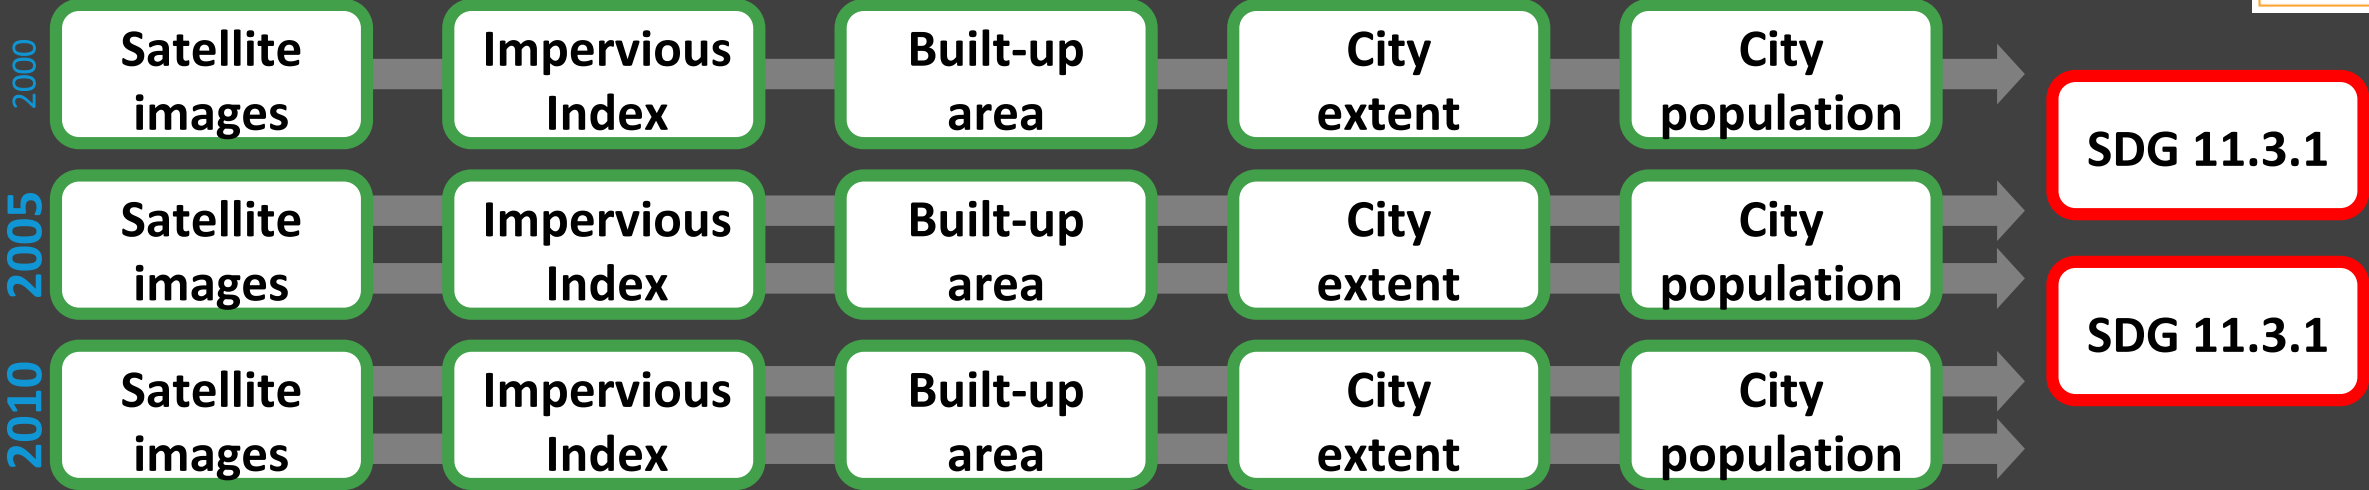 2000
Satellite
images
Impervious
Index
Built-up
area
City
extent
City
population
SDG 11.3.1
2005
Satellite
images
Impervious
Index
Built-up
area
City
extent
City
population
SDG 11.3.1
2010
Satellite
images
Impervious
Index
Built-up
area
City
extent
City
population